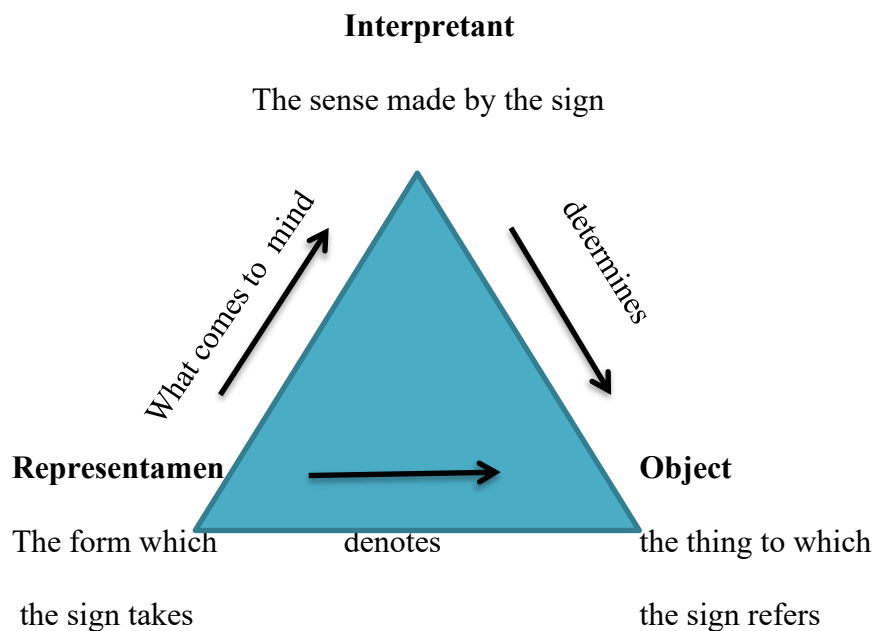 Interpretant
The sense made by the sign
What comes to mind
determines
Representamen
Object
The form which
denotes
the thing to which
the sign takes
the sign refers